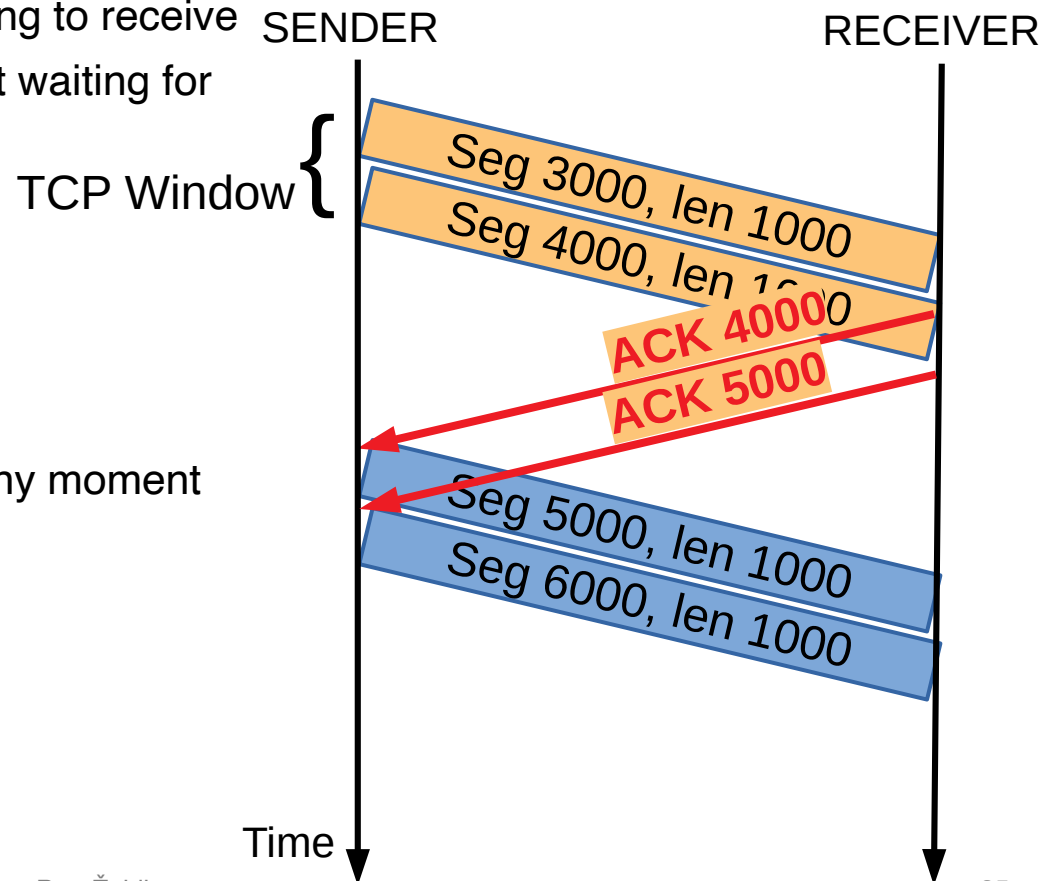 ng to receive
SENDER
RECEIVER
t waiting for
TCP Window
Seg 3000, len 1000
Seg 4000, len
ACK 4000
ACK 5000
ny moment
Seg 5000, len 1000
Seg 6000, len 1000
Time